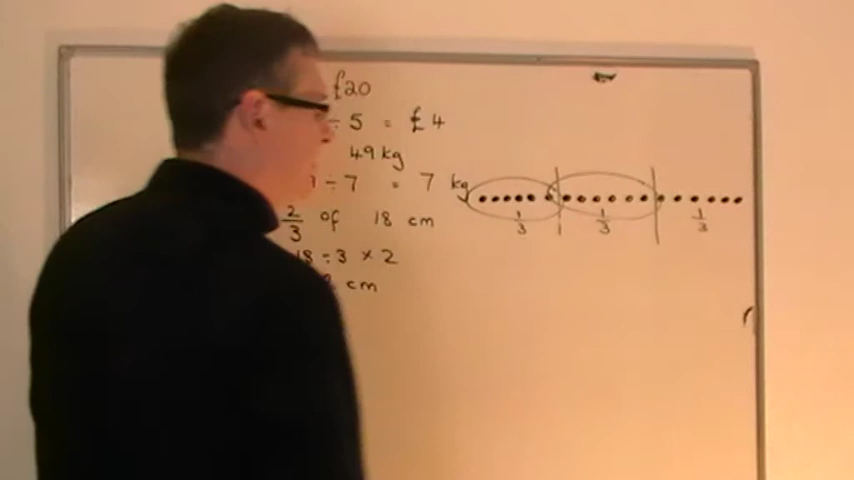 £20
÷ 5 = £4
49 kg
÷ 7 = 7 kg
2/3 of 18 cm
18 ÷ 3 × 2
cm
1/3 1/3 1/3